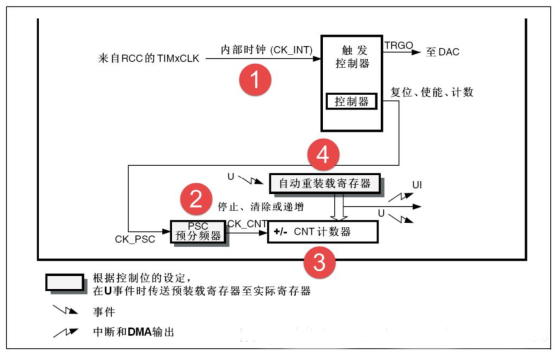 内部时钟 (CK_INT)
触发
控制器
TRGO
至DAC
来自RCC的TIMxCLK
1
控制器
复位、使能、计数
4
U
自动重装载寄存器
UI
2
停止、清除或递增
U
PSC
预分频器
CK_CNT
+/- CNT 计数器
CK_PSC
3
根据控制位的设定，
在U事件时传送预装载寄存器至实际寄存器
事件
中断和DMA输出